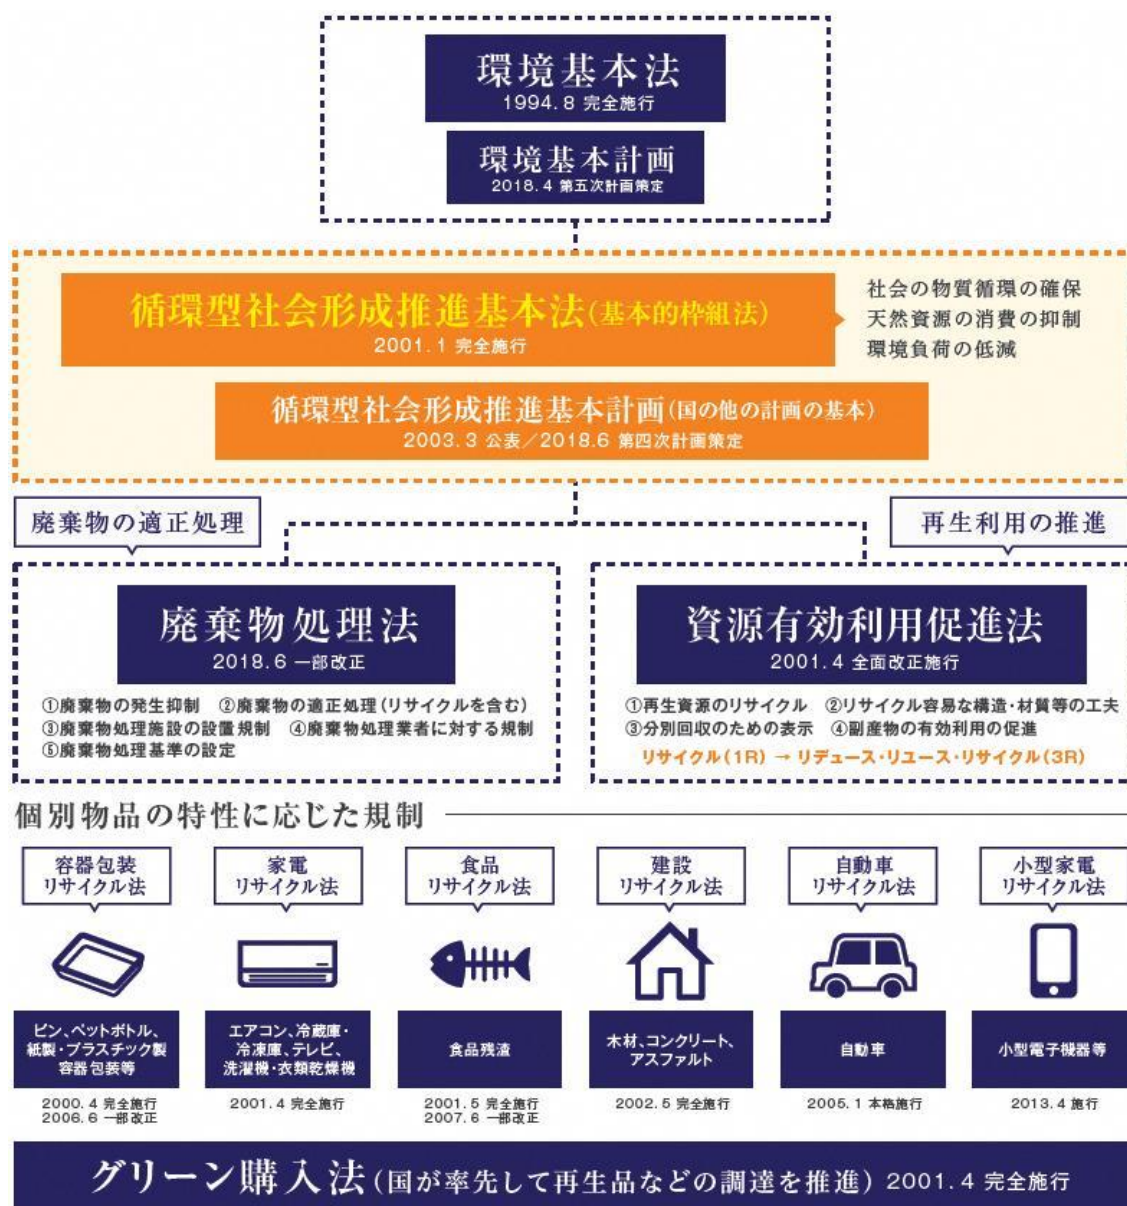 環境基本法
1994.8 完全施行
環境基本計画
2018.4 第五次計画策定
循環型社会形成推進基本法(基本的枠組法)
2001.1 完全施行
社会の物質循環の確保
天然資源の消費の抑制
環境負荷の低減
循環型社会形成推進基本計画(国の他の計画の基本)
2003.3 公表／2018.6 第四次計画策定
廃棄物の適正処理
廃棄物処理法
2018.6 一部改正
①廃棄物の発生抑制 ②廃棄物の適正処理(リサイクルを含む)
③廃棄物処理施設の設置規制 ④廃棄物処理業者に対する規制
⑤廃棄物処理基準の設定
再生利用の推進
資源有効利用促進法
2001.4 全面改正施行
①再生資源のリサイクル ②リサイクル容易な構造・材質等の工夫
③分別回収のための表示 ④副産物の有効利用の促進
リサイクル(1R) → リデュース・リユース・リサイクル(3R)
個別物品の特性に応じた規制
容器包装
リサイクル法
ビン、ペットボトル、
紙製・プラスチック製
容器包装等
2000.4 完全施行
2006.6 一部改正
家電
リサイクル法
エアコン、冷蔵庫・
冷凍庫、テレビ、
洗濯機・衣類乾燥機
2001.4 完全施行
食品
リサイクル法
食品残渣
2001.5 完全施行
2007.6 一部改正
建設
リサイクル法
木材、コンクリート、
アスファルト
2002.5 完全施行
自動車
リサイクル法
自動車
2005.1 本格施行
小型家電
リサイクル法
小型電子機器等
2013.4 施行
グリーン購入法(国が率先して再生品などの調達を推進) 2001.4 完全施行